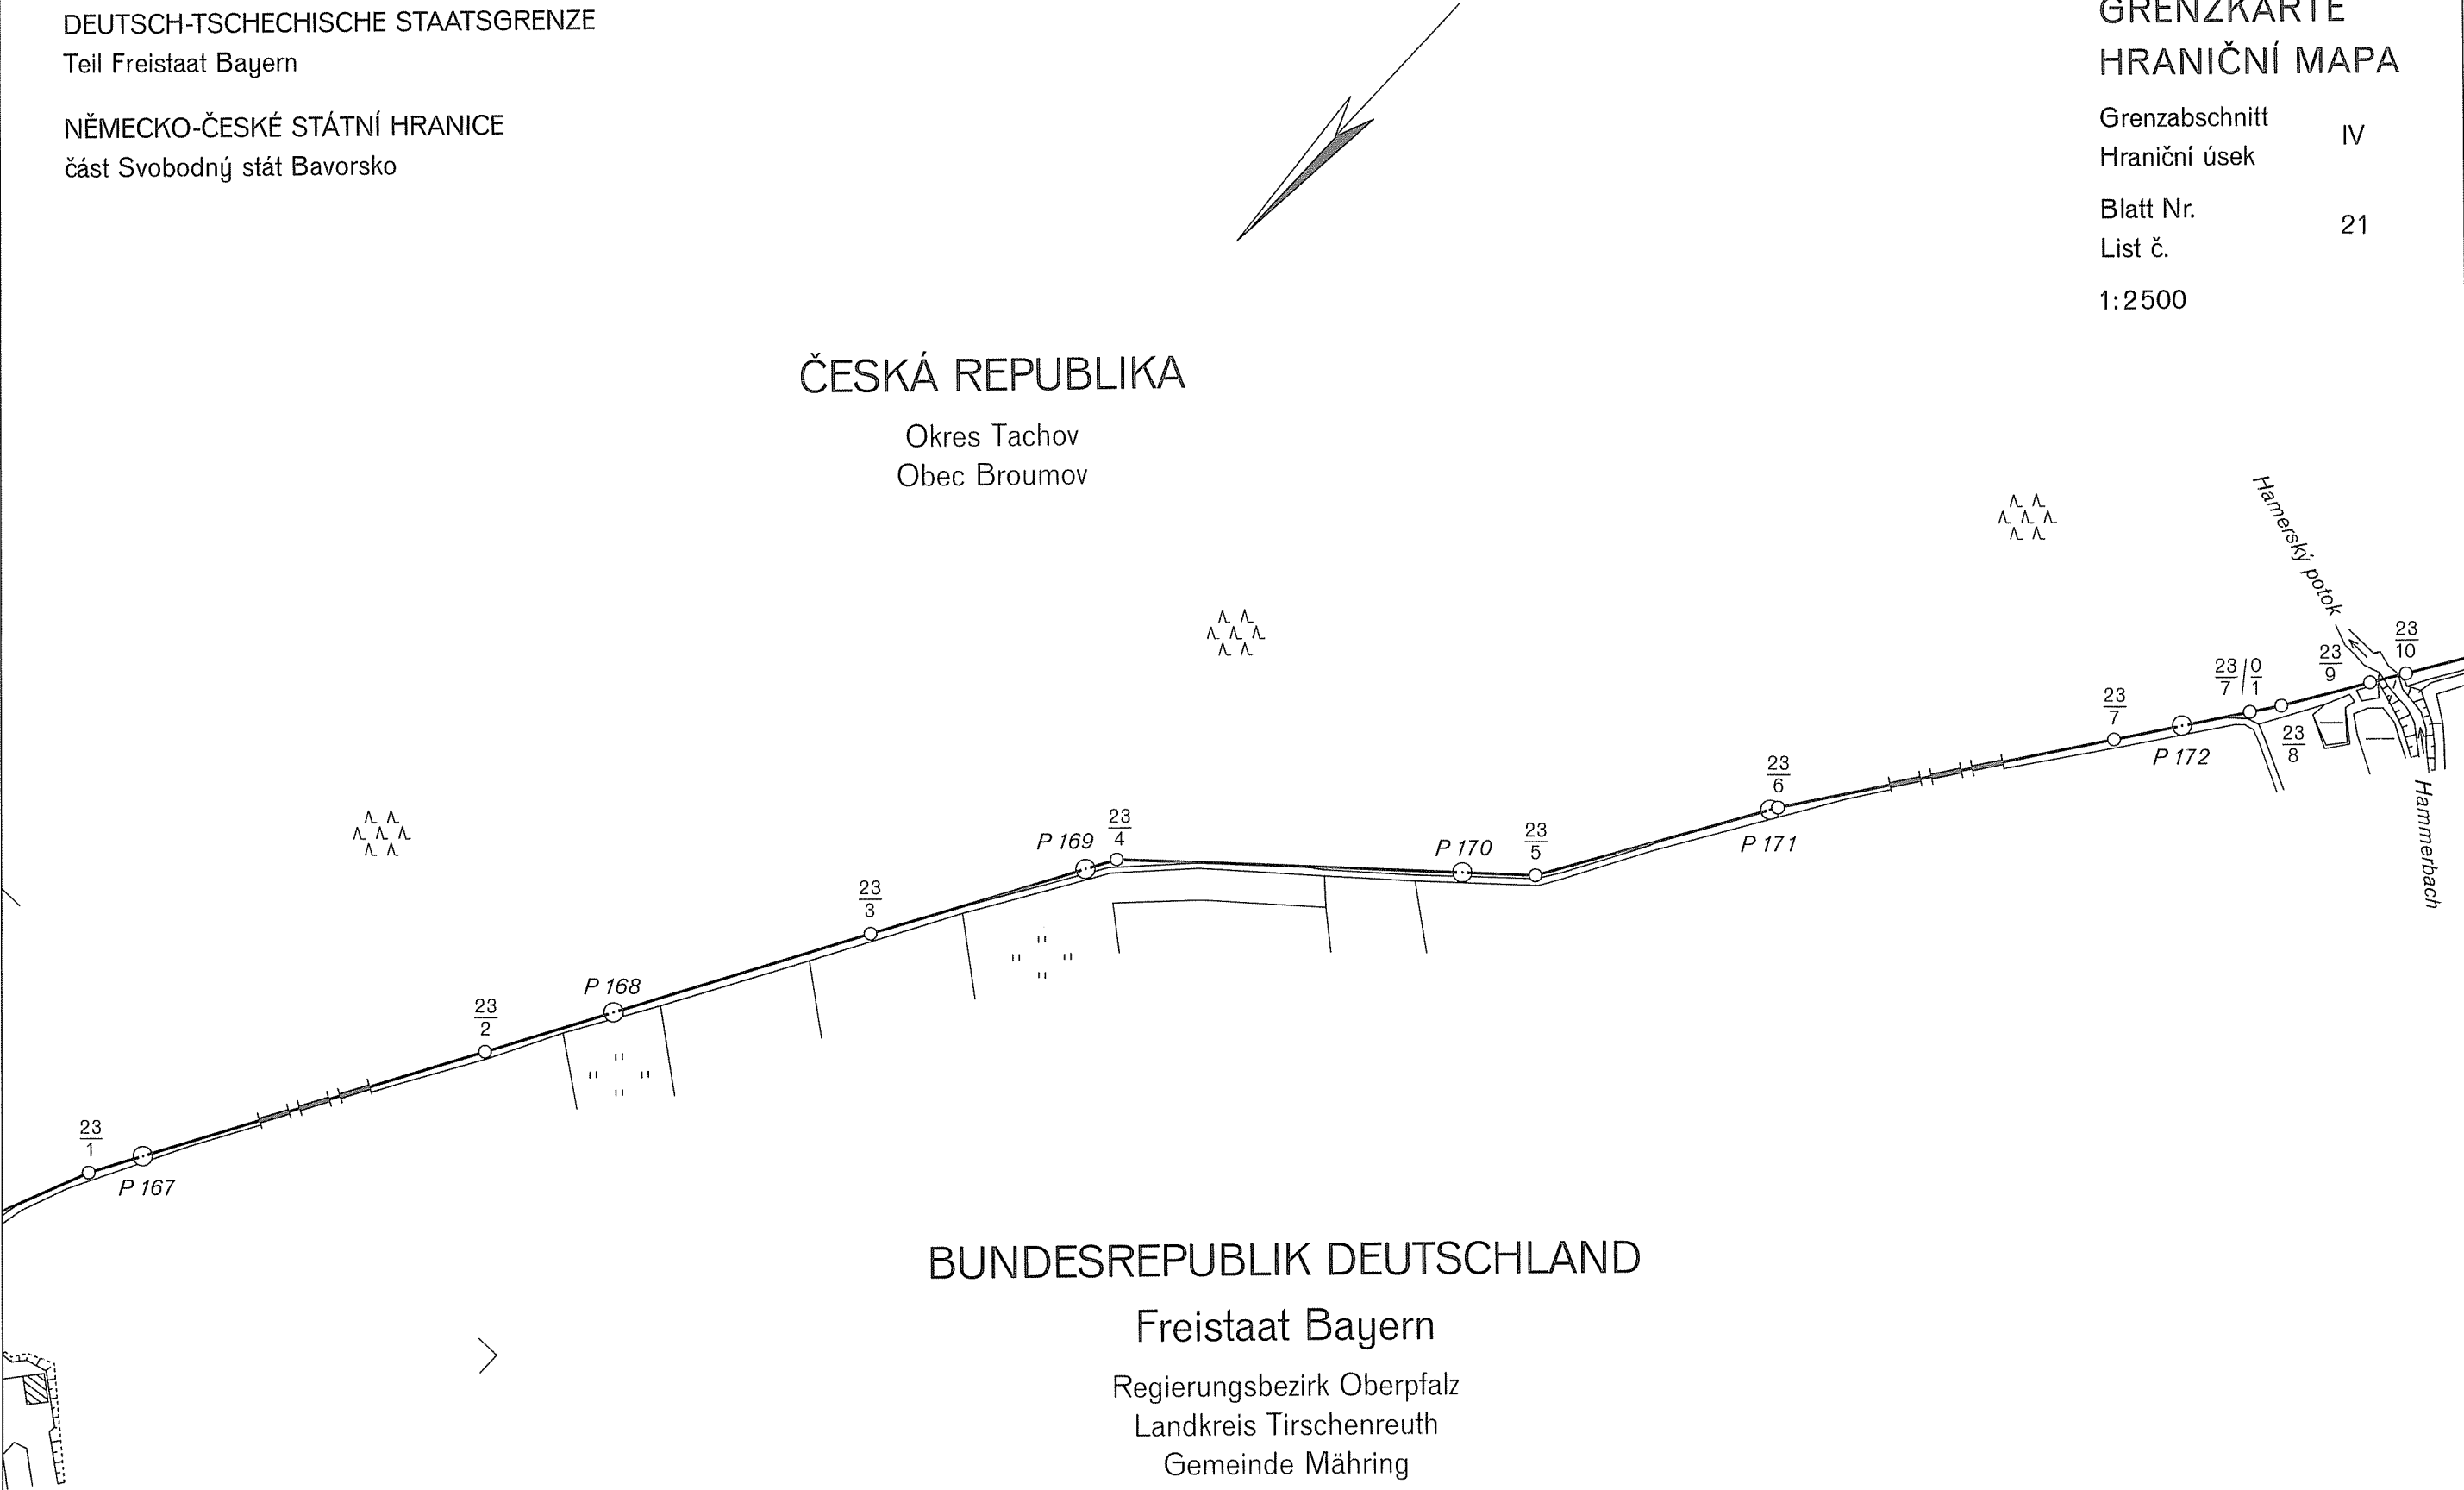 DEUTSCH-TSCHECHISCHE STAATSGRENZE
Teil Freistaat Bayern
NĚMECKO-ČESKÉ STÁTNÍ HRANICE
část Svobodný stát Bavorsko
GRENZKARTE
HRANIČNÍ MAPA
Grenzabschnitt
Hraniční úsek
IV
Blatt Nr.
List č.
21
1:2500
ČESKÁ REPUBLIKA
Okres Tachov
Obec Broumov
Hamerský potok
23
10
23
9
23/0
7/1
23
8
23
7
P 172
Hammerbach
23
6
P 171
23
5
P 170
23
4
P 169
23
3
P 168
23
2
23
1
P 167
BUNDESREPUBLIK DEUTSCHLAND
Freistaat Bayern
Regierungsbezirk Oberpfalz
Landkreis Tirschenreuth
Gemeinde Mähring